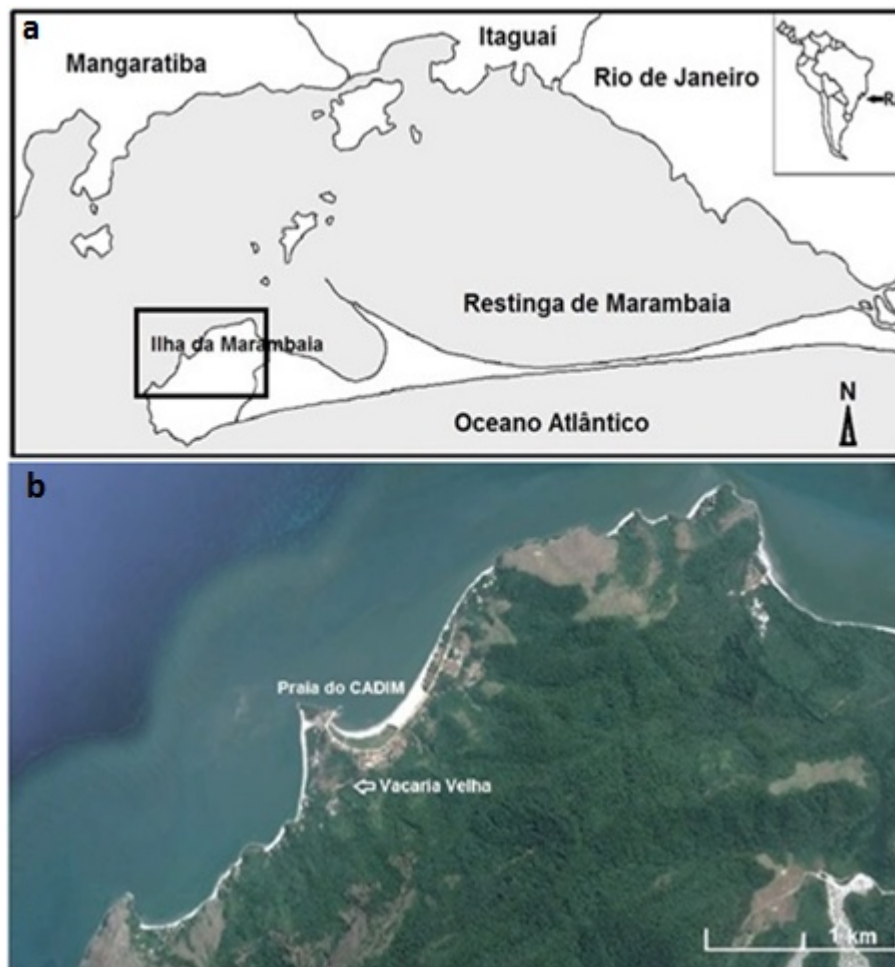 a
Itaguaí
Mangaratiba
Rio de Janeiro
Restinga de Marambaia
Ilha da Marambaia
N
Oceano Atlântico
b
Praia do CADIM
Vacaria Velha
1 km